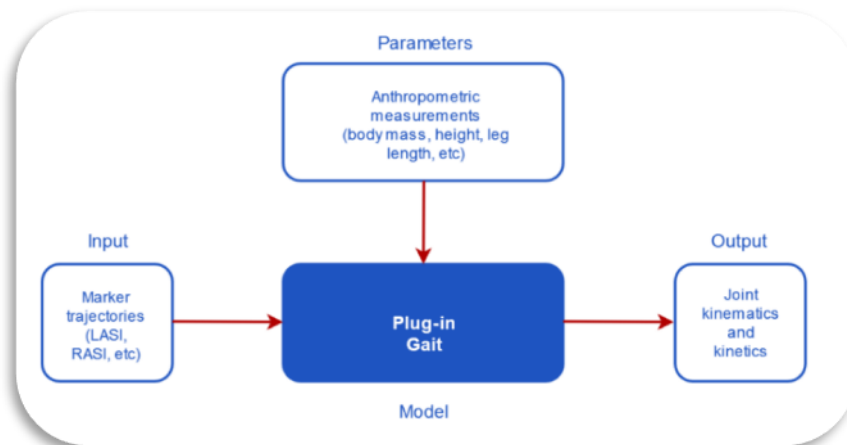 Parameters
Anthropometric
measurements
(body mass, height, leg
length, etc)
Input
Output
Marker
trajectories
(LASI,
RASI, etc)
Plug-in
Gait
Joint
kinematics
and
kinetics
Model